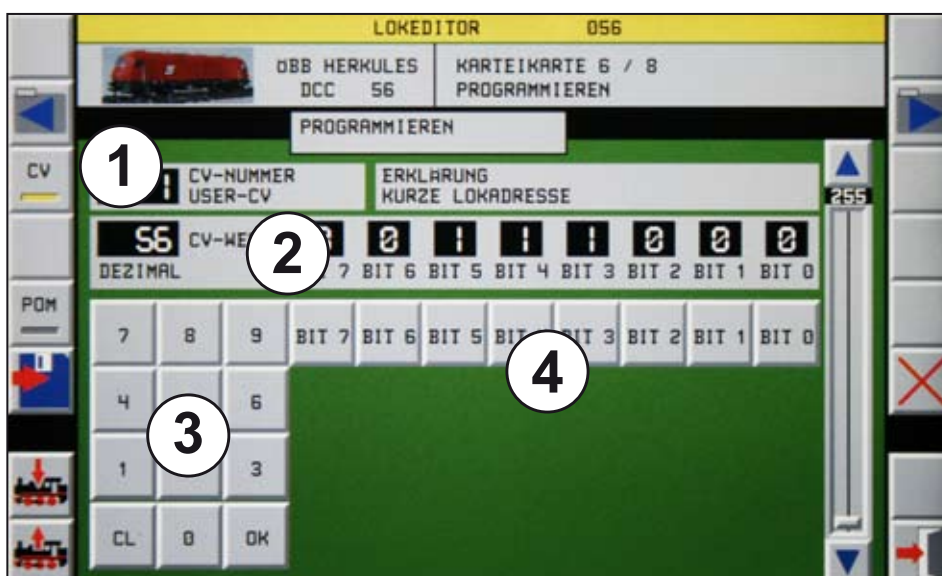 LOKEDITOR 056
ÖBB HERKULES
DCC 56
KARTEIKARTE 6 / 8
PROGRAMMIEREN
PROGRAMMIEREN
CV
1
1 CV-NUMMER
USER-CV
ERKLARUNG
KURZE LOKADRESSE
255
56 2 0 0 1 1 1 0 0 0
DEZIMAL 7 BIT 6 BIT 5 BIT 4 BIT 3 BIT 2 BIT 1 BIT 0
POM
7 8 9 BIT 7 BIT 6 BIT 5 BIT 3 BIT 2 BIT 1 BIT 0
4
4 6
3
1 3
CL 0 OK